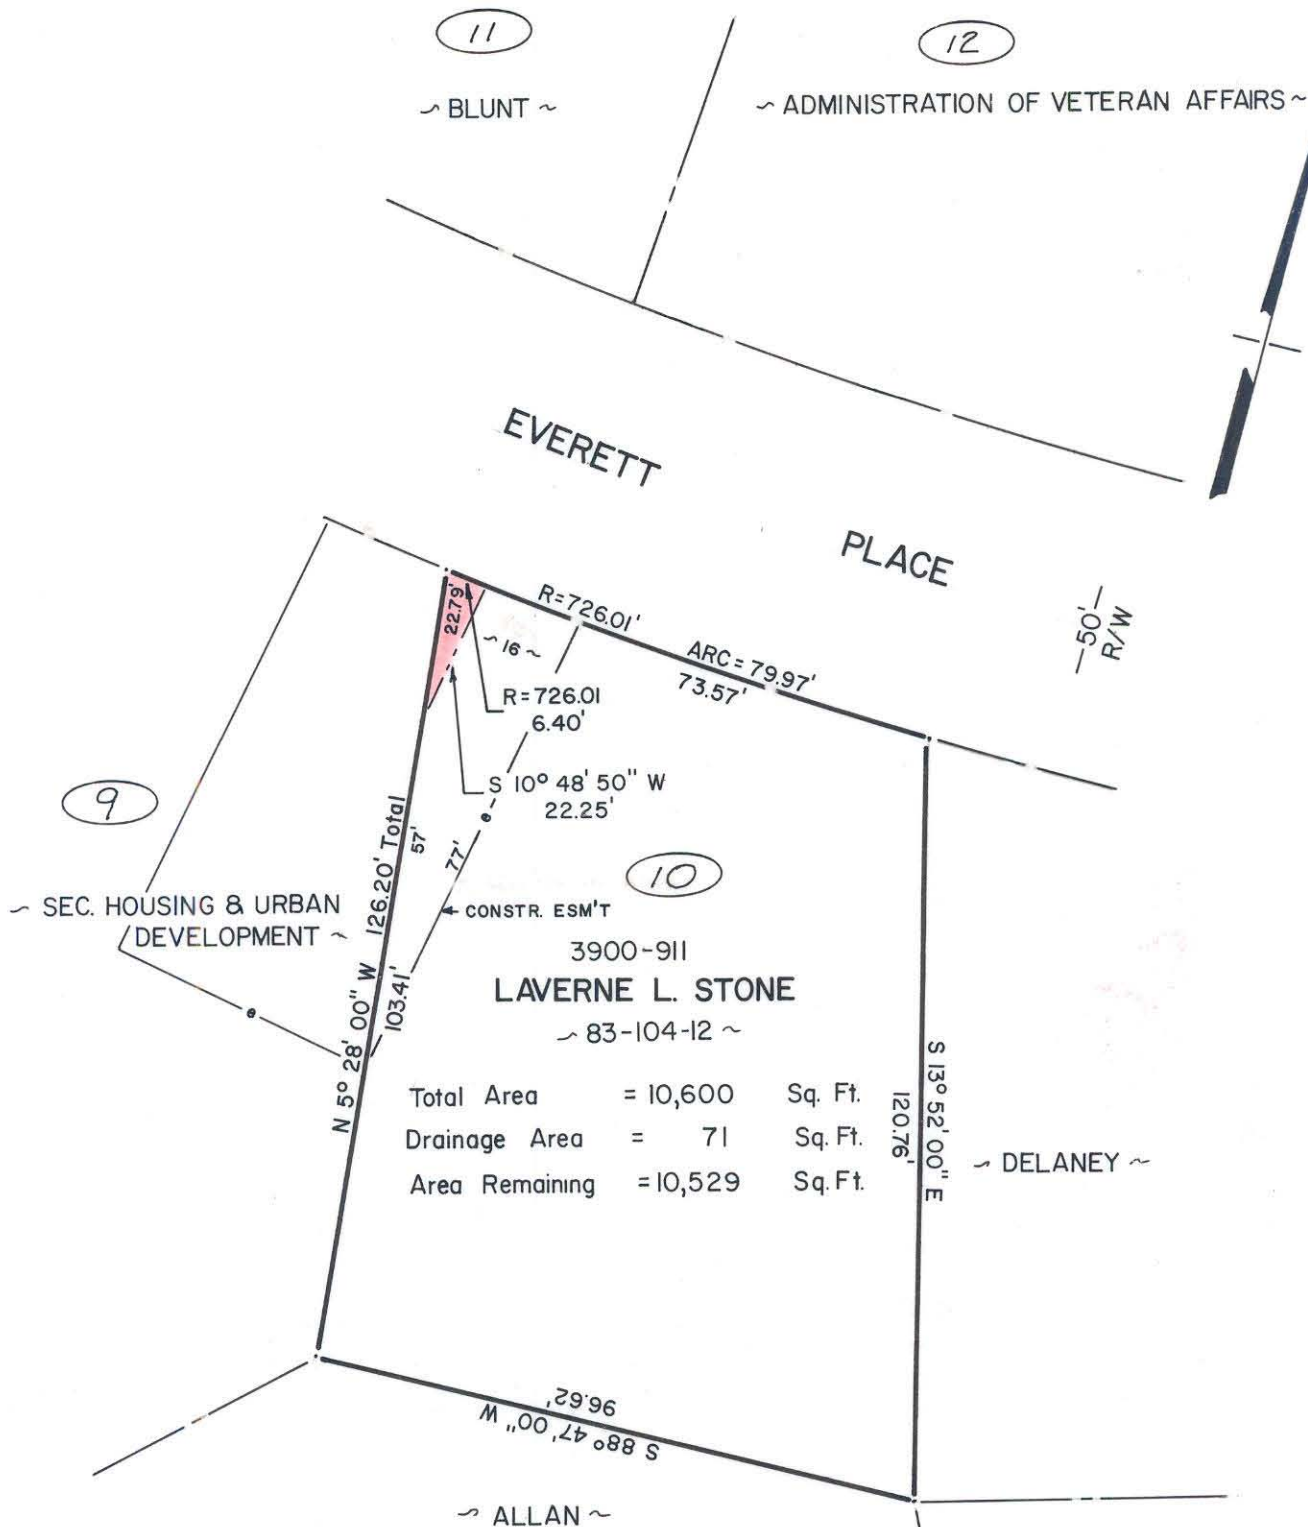 11
~ BLUNT ~
12
~ ADMINISTRATION OF VETERAN AFFAIRS ~
EVERETT
PLACE
50'
R/W
R=726.01'
ARC = 79.97'
73.57'
22.79'
~ 16 ~
R=726.01
6.40'
S 10° 48' 50" W
22.25'
9
~ SEC. HOUSING & URBAN
DEVELOPMENT ~
N 5° 28' 00" W 126.20' Total
57'
103.41'
77'
CONSTR. ESM'T
10
3900-911
LAVERNE L. STONE
~ 83-104-12 ~
Total Area = 10,600 Sq. Ft.
Drainage Area = 71 Sq. Ft.
Area Remaining = 10,529 Sq. Ft.
S 13° 52' 00" E
120.76'
~ DELANEY ~
96.62'
S 88° 47' 00" W
~ ALLAN ~